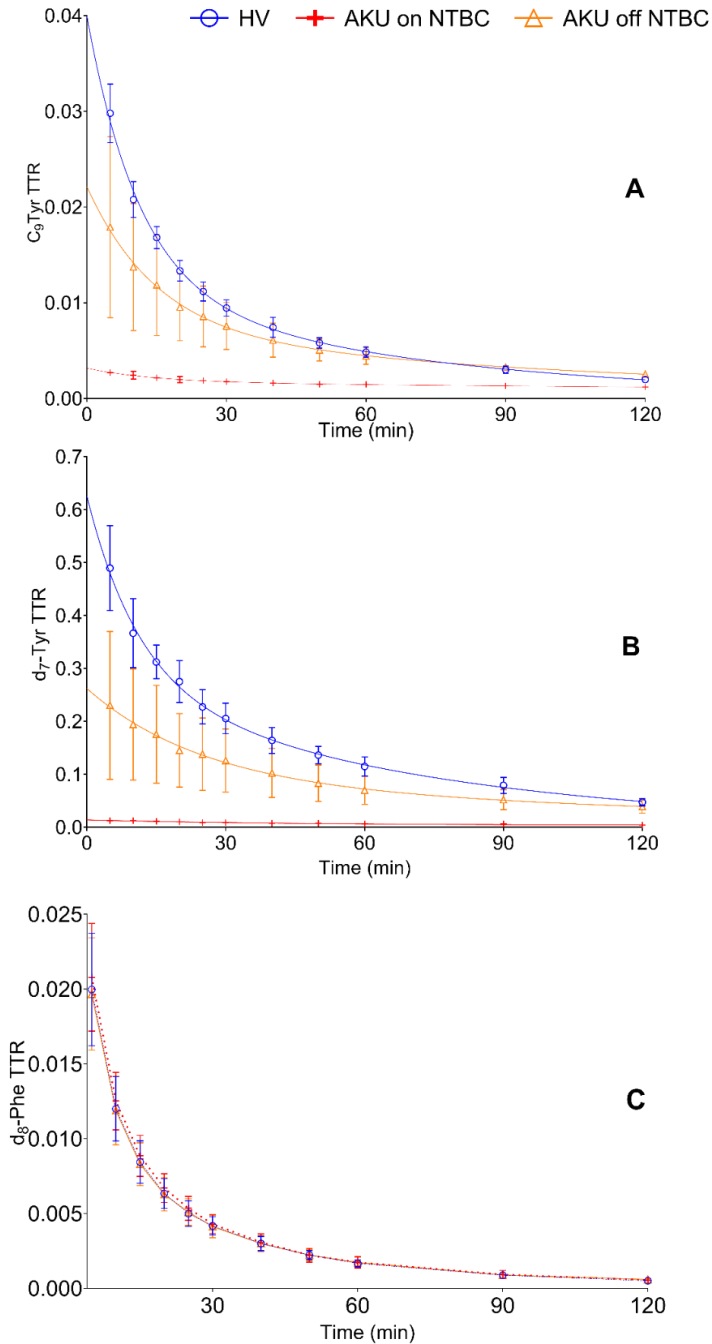 HV AKU on NTBC AKU off NTBC
0.04
0.03
0.02
0.01
0.00
C₉Tyr TTR
A
0 30 60 90 120
Time (min)
0.7
0.6
0.5
0.4
0.3
0.2
0.1
0.0
d₇-Tyr TTR
B
0 30 60 90 120
Time (min)
0.025
0.020
0.015
0.010
0.005
0.000
d₈-Phe TTR
C
30 60 90 120
Time (min)